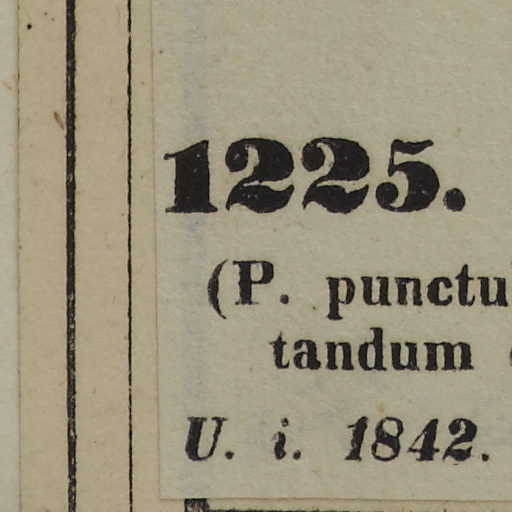 1225.
(P. punctu
tandum
U. i. 1842.